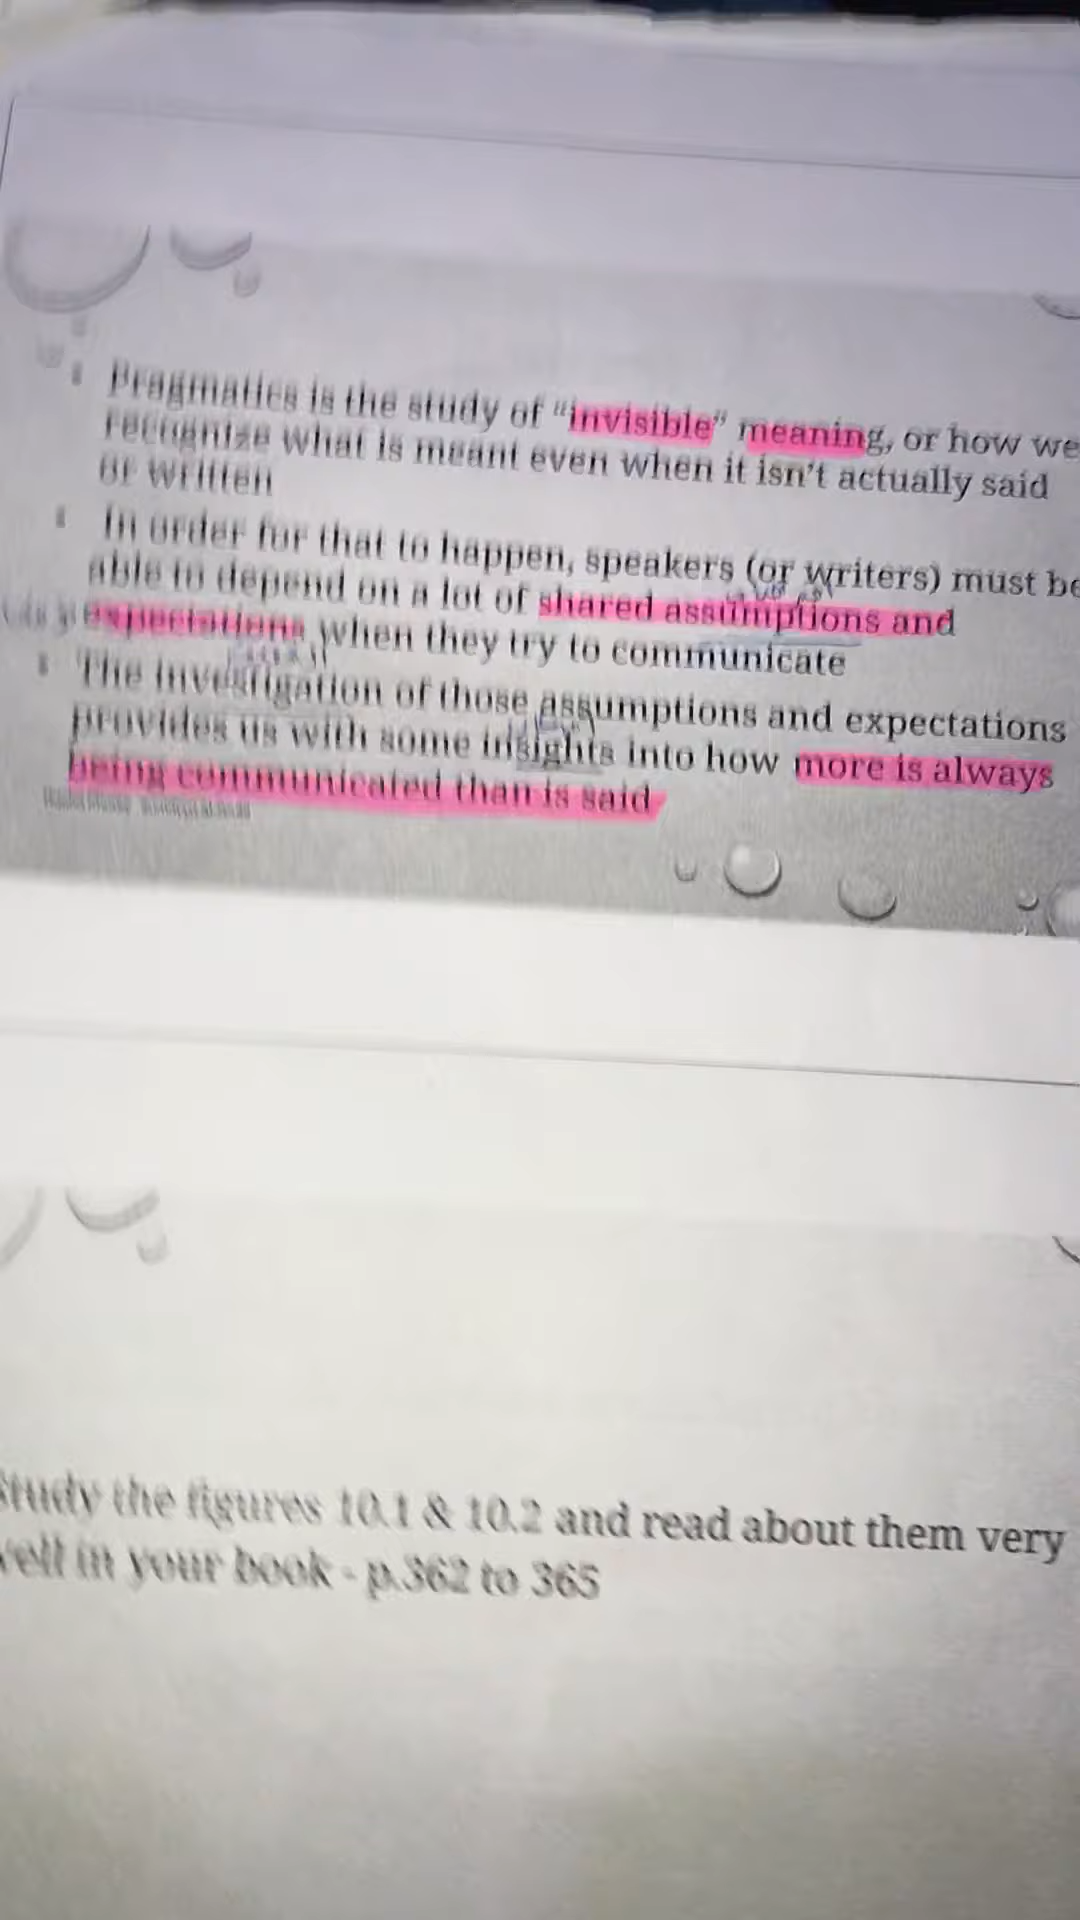 Pragmatics is the study of "invisible" meaning, or how we
recognize what is meant even when it isn't actually said
or written
In order for that to happen, speakers (or writers) must be
able to depend on a lot of shared assumptions and
expectations when they try to communicate
The investigation of those assumptions and expectations
provides us with some insights into how more is always
being communicated than is said
Study the figures 10.1 & 10.2 and read about them very
well in your book - p.362 to 365